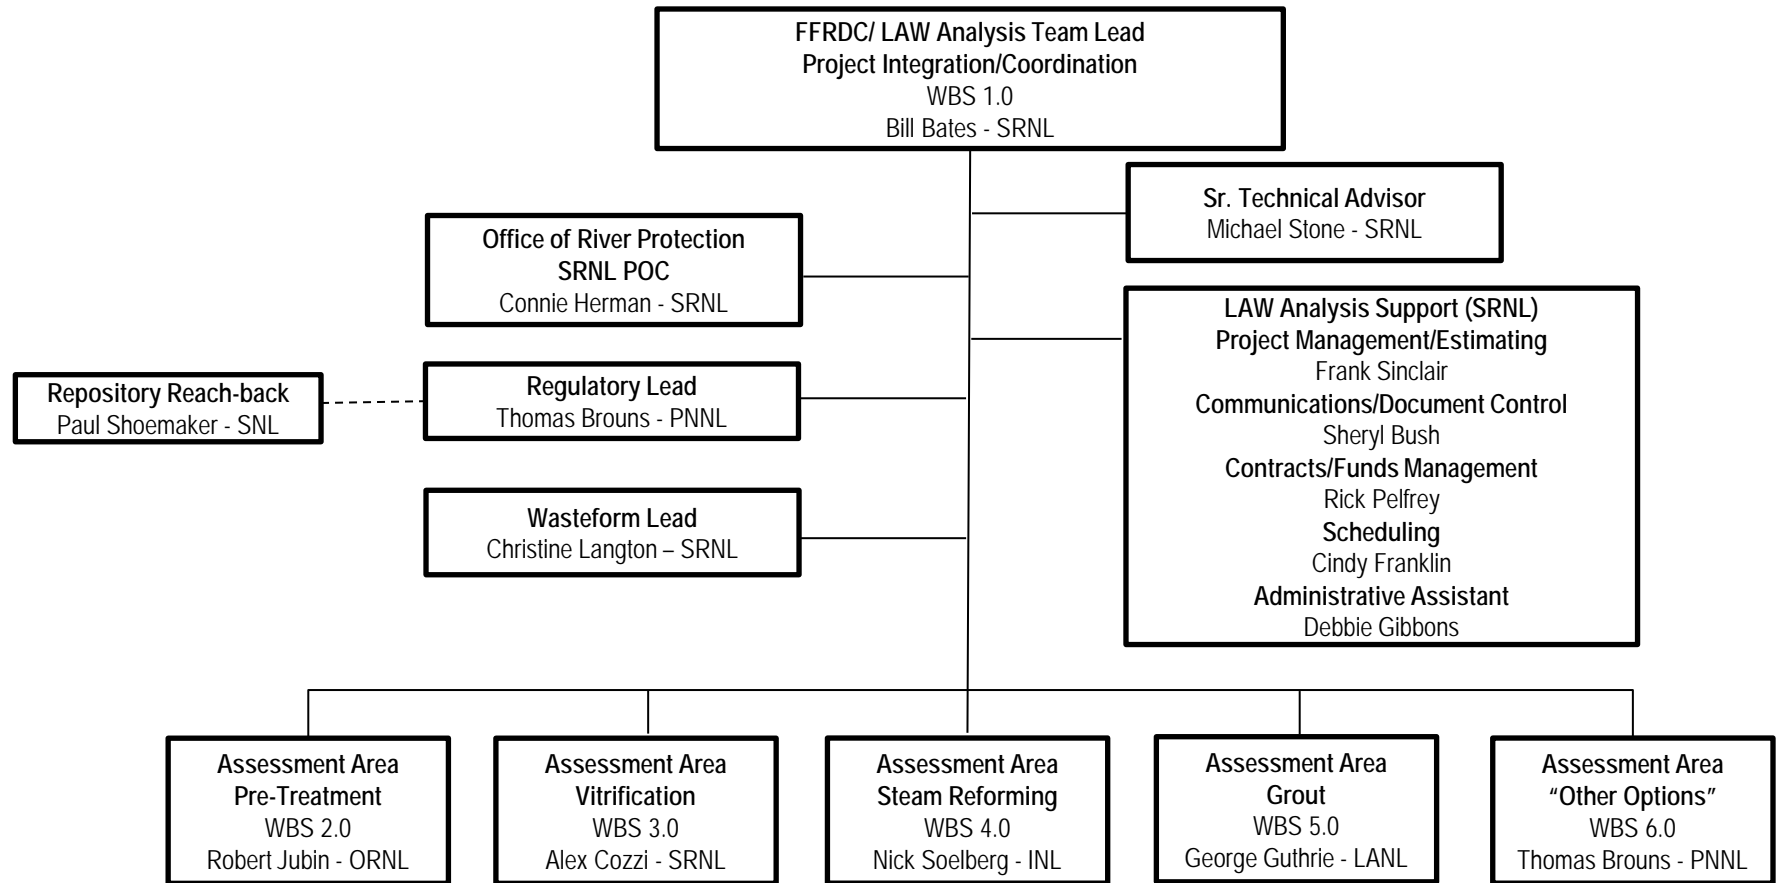 FFRDC/ LAW Analysis Team Lead
Project Integration/Coordination
WBS 1.0
Bill Bates - SRNL
Sr. Technical Advisor
Michael Stone - SRNL
Office of River Protection
SRNL POC
Connie Herman - SRNL
LAW Analysis Support (SRNL)
Project Management/Estimating
Frank Sinclair
Communications/Document Control
Sheryl Bush
Contracts/Funds Management
Rick Pelfrey
Scheduling
Cindy Franklin
Administrative Assistant
Debbie Gibbons
Repository Reach-back
Paul Shoemaker - SNL
Regulatory Lead
Thomas Brouns - PNNL
Wasteform Lead
Christine Langton – SRNL
Assessment Area
Pre-Treatment
WBS 2.0
Robert Jubin - ORNL
Assessment Area
Vitrification
WBS 3.0
Alex Cozzi - SRNL
Assessment Area
Steam Reforming
WBS 4.0
Nick Soelberg - INL
Assessment Area
Grout
WBS 5.0
George Guthrie - LANL
Assessment Area
“Other Options”
WBS 6.0
Thomas Brouns - PNNL